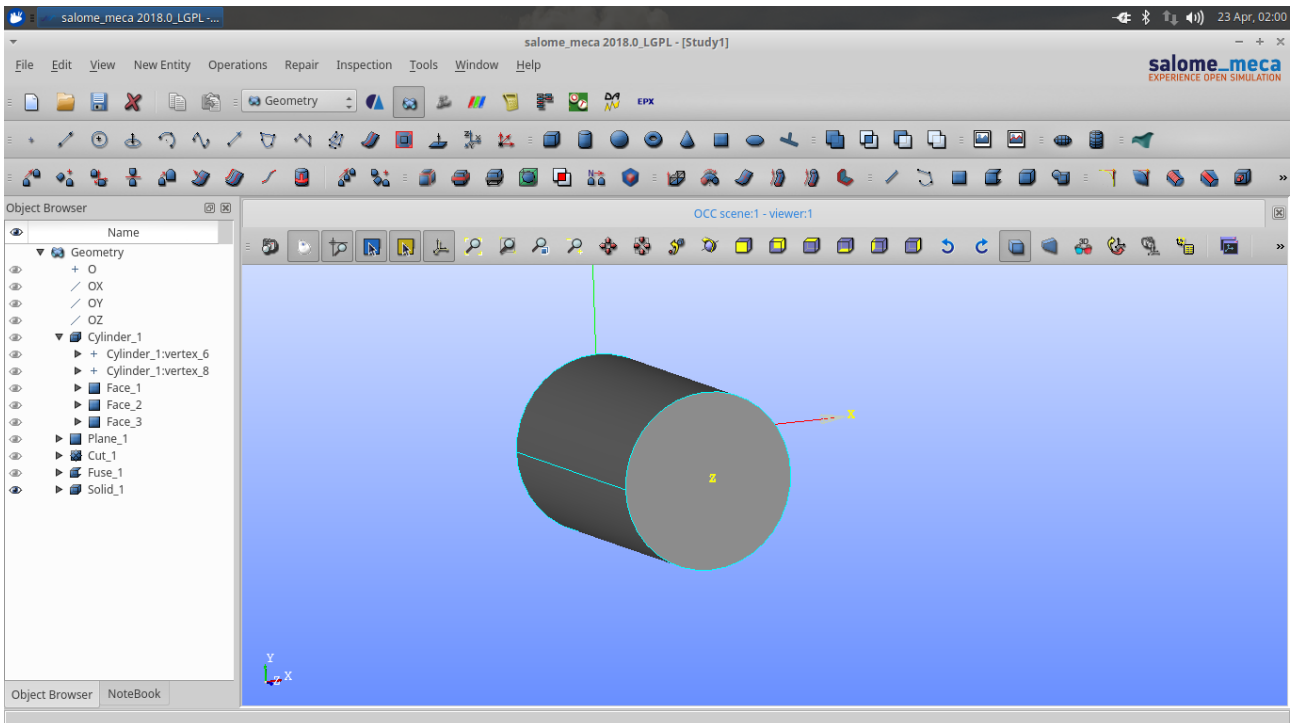 salome_meca 2018.0_LGPL -...
23 Apr, 02:00
salome_meca 2018.0_LGPL - [Study1]
File Edit View New Entity Operations Repair Inspection Tools Window Help
salome_meca
EXPERIENCE OPEN SIMULATION
Geometry
EPX
Object Browser
OCC scene:1 - viewer:1
Name
Geometry
O
OX
OY
OZ
Cylinder_1
Cylinder_1:vertex_6
Cylinder_1:vertex_8
Face_1
Face_2
Face_3
Plane_1
Cut_1
Fuse_1
Solid_1
X
Z
Y
X
Z
Object Browser NoteBook